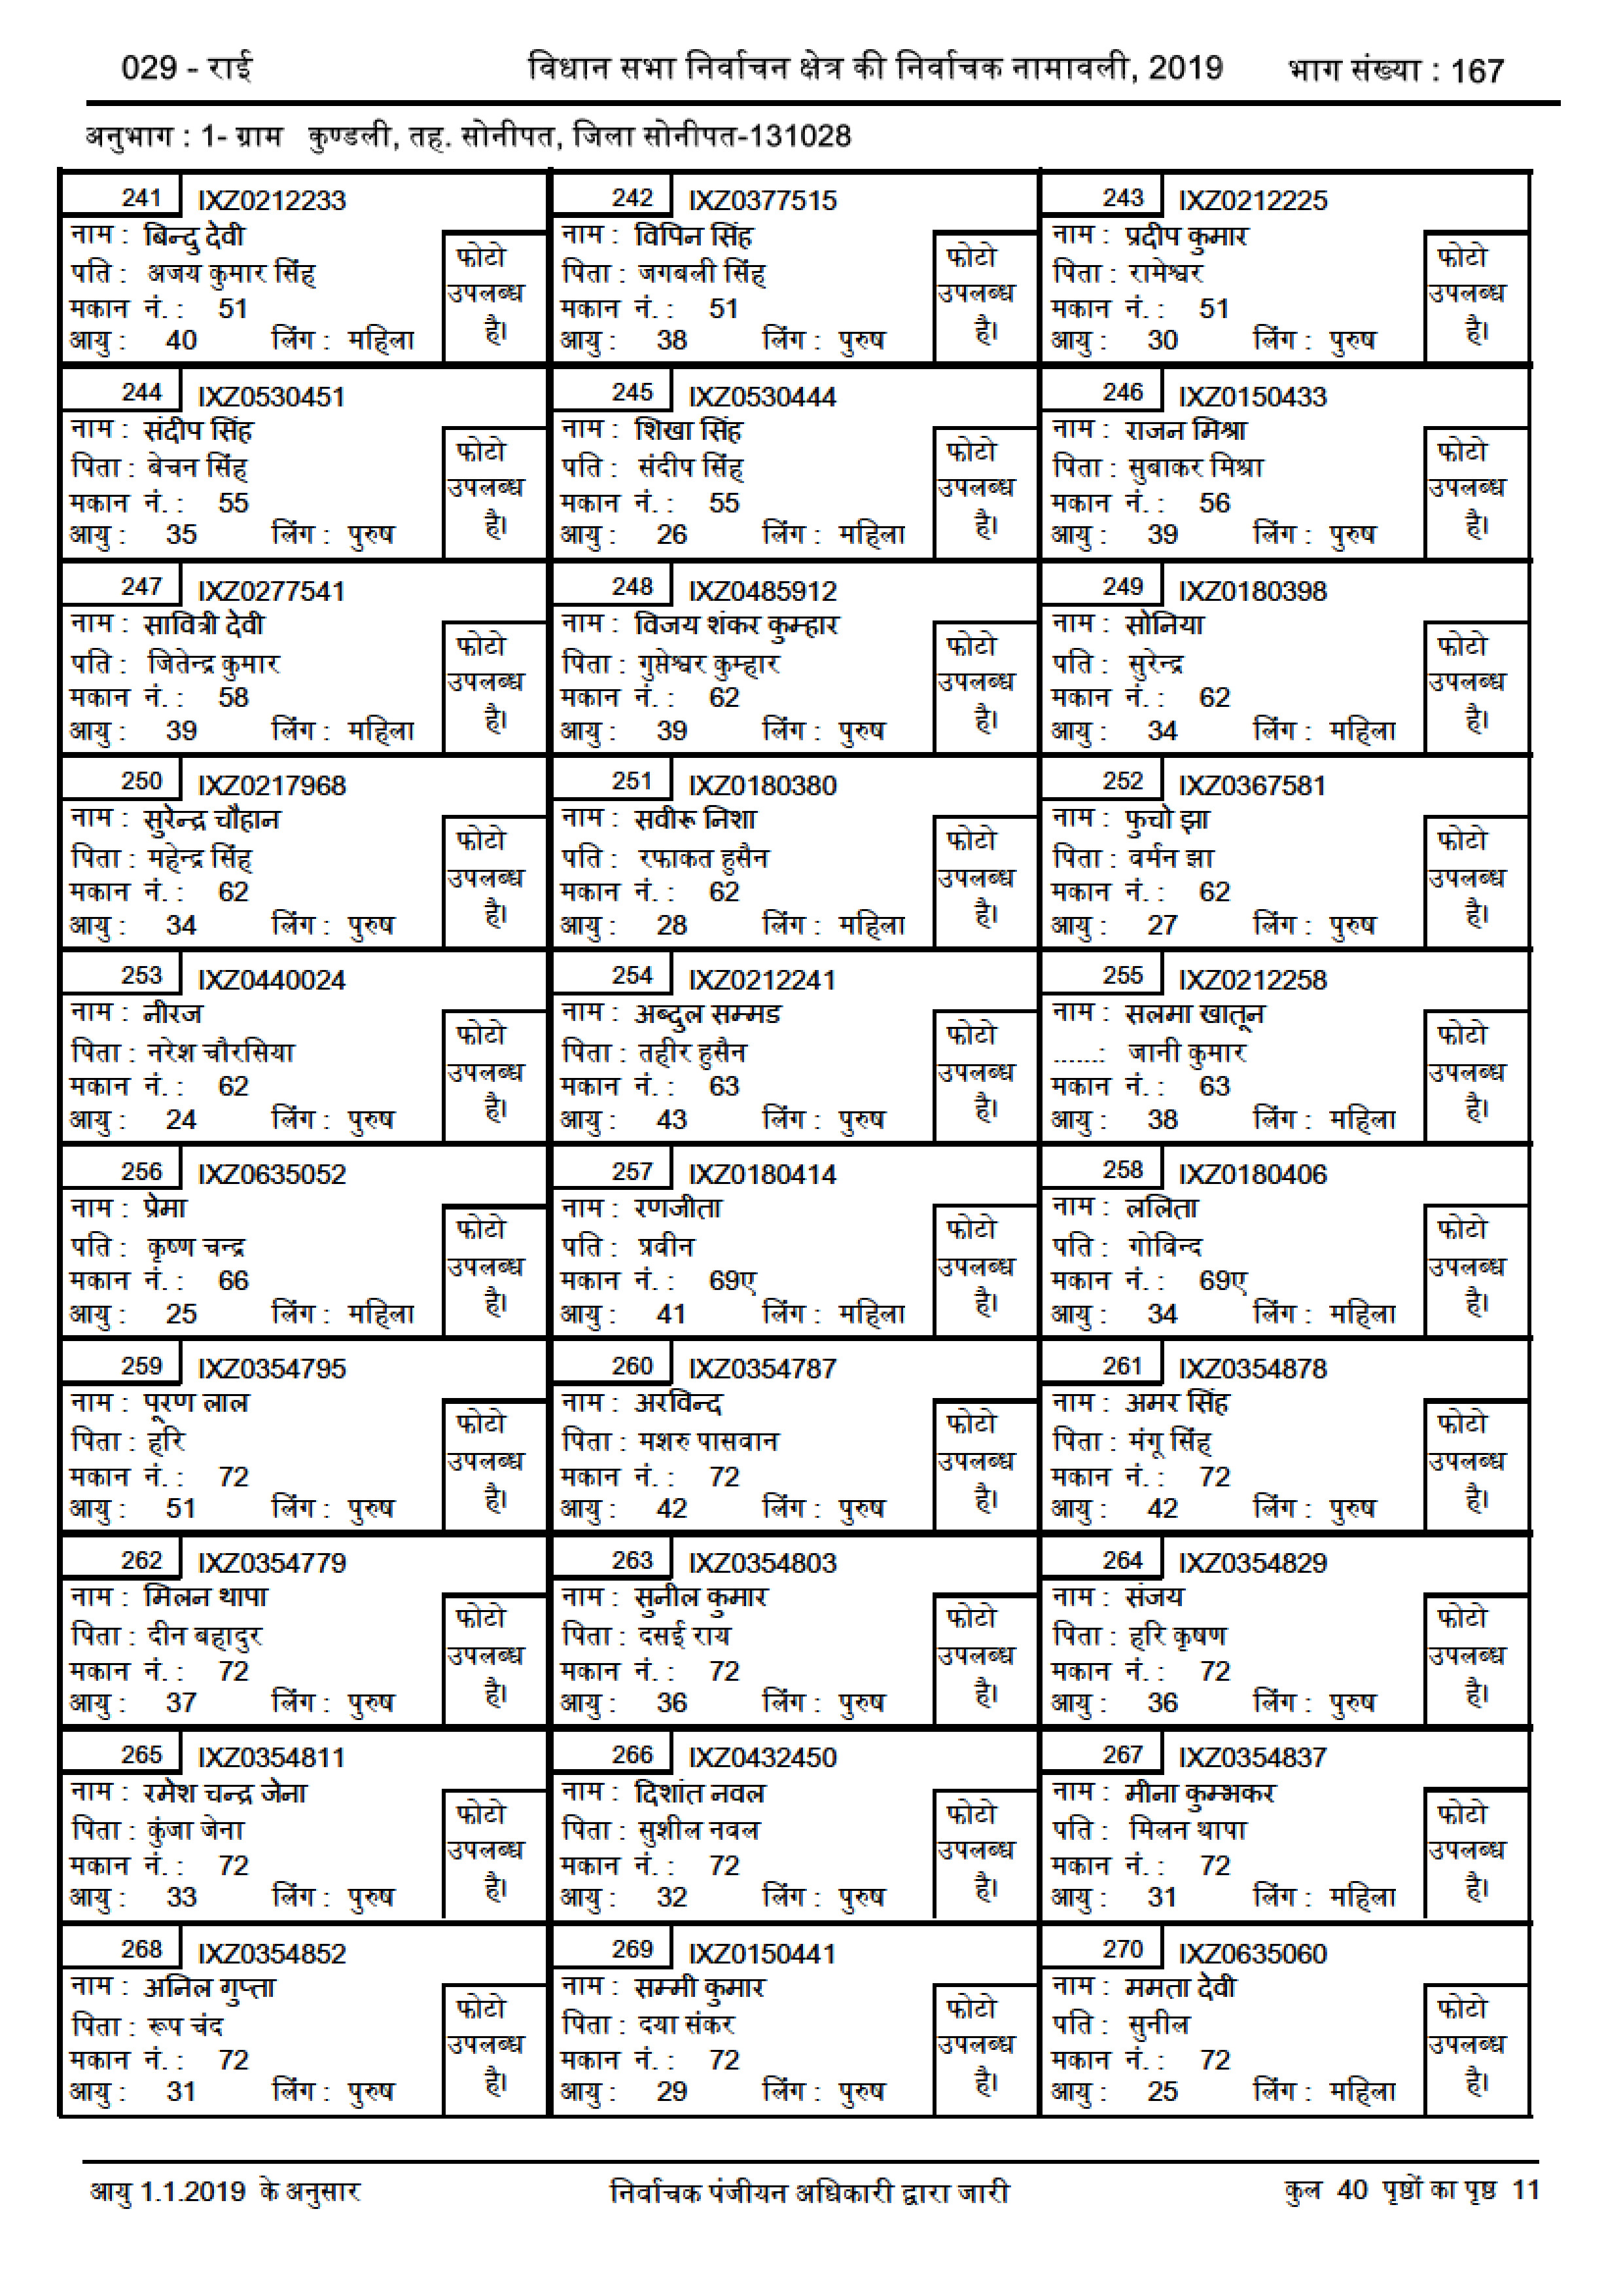 029 - राई विधान सभा निर्वाचन क्षेत्र की निर्वाचक नामावली, 2019 भाग संख्या : 167
अनुभाग : 1- ग्राम कुण्डली, तह. सोनीपत, जिला सोनीपत-131028
241 IXZ0212233
नाम : बिन्दु देवी
पति : अजय कुमार सिंह
मकान नं. : 51
आयु : 40 लिंग : महिला
फोटो
उपलब्ध
है।
242 IXZ0377515
नाम : विपिन सिंह
पिता : जगबली सिंह
मकान नं. : 51
आयु : 38 लिंग : पुरुष
फोटो
उपलब्ध
है।
243 IXZ0212225
नाम : प्रदीप कुमार
पिता : रामेश्वर
मकान नं. : 51
आयु : 30 लिंग : पुरुष
फोटो
उपलब्ध
है।
244 IXZ0530451
नाम : संदीप सिंह
पिता : बेचन सिंह
मकान नं. : 55
आयु : 35 लिंग : पुरुष
फोटो
उपलब्ध
है।
245 IXZ0530444
नाम : शिखा सिंह
पति : संदीप सिंह
मकान नं. : 55
आयु : 26 लिंग : महिला
फोटो
उपलब्ध
है।
246 IXZ0150433
नाम : राजन मिश्रा
पिता : सुबाकर मिश्रा
मकान नं. : 56
आयु : 39 लिंग : पुरुष
फोटो
उपलब्ध
है।
247 IXZ0277541
नाम : सावित्री देवी
पति : जितेन्द्र कुमार
मकान नं. : 58
आयु : 39 लिंग : महिला
फोटो
उपलब्ध
है।
248 IXZ0485912
नाम : विजय शंकर कुम्हार
पिता : गुप्तेश्वर कुम्हार
मकान नं. : 62
आयु : 39 लिंग : पुरुष
फोटो
उपलब्ध
है।
249 IXZ0180398
नाम : सोनिया
पति : सुरेन्द्र
मकान नं. : 62
आयु : 34 लिंग : महिला
फोटो
उपलब्ध
है।
250 IXZ0217968
नाम : सुरेन्द्र चौहान
पिता : महेन्द्र सिंह
मकान नं. : 62
आयु : 34 लिंग : पुरुष
फोटो
उपलब्ध
है।
251 IXZ0180380
नाम : सवीरू निशा
पति : रफाकत हुसैन
मकान नं. : 62
आयु : 28 लिंग : महिला
फोटो
उपलब्ध
है।
252 IXZ0367581
नाम : फुचो झा
पिता : वर्मन झा
मकान नं. : 62
आयु : 27 लिंग : पुरुष
फोटो
उपलब्ध
है।
253 IXZ0440024
नाम : नीरज
पिता : नरेश चौरसिया
मकान नं. : 62
आयु : 24 लिंग : पुरुष
फोटो
उपलब्ध
है।
254 IXZ0212241
नाम : अब्दुल सम्मड
पिता : तहीर हुसैन
मकान नं. : 63
आयु : 43 लिंग : पुरुष
फोटो
उपलब्ध
है।
255 IXZ0212258
नाम : सलमा खातून
......: जानी कुमार
मकान नं. : 63
आयु : 38 लिंग : महिला
फोटो
उपलब्ध
है।
256 IXZ0635052
नाम : प्रेमा
पति : कृष्ण चन्द्र
मकान नं. : 66
आयु : 25 लिंग : महिला
फोटो
उपलब्ध
है।
257 IXZ0180414
नाम : रणजीता
पति : प्रवीन
मकान नं. : 69ए
आयु : 41 लिंग : महिला
फोटो
उपलब्ध
है।
258 IXZ0180406
नाम : ललिता
पति : गोविन्द
मकान नं. : 69ए
आयु : 34 लिंग : महिला
फोटो
उपलब्ध
है।
259 IXZ0354795
नाम : पूरण लाल
पिता : हरि
मकान नं. : 72
आयु : 51 लिंग : पुरुष
फोटो
उपलब्ध
है।
260 IXZ0354787
नाम : अरविन्द
पिता : मशरु पासवान
मकान नं. : 72
आयु : 42 लिंग : पुरुष
फोटो
उपलब्ध
है।
261 IXZ0354878
नाम : अमर सिंह
पिता : मंगू सिंह
मकान नं. : 72
आयु : 42 लिंग : पुरुष
फोटो
उपलब्ध
है।
262 IXZ0354779
नाम : मिलन थापा
पिता : दीन बहादुर
मकान नं. : 72
आयु : 37 लिंग : पुरुष
फोटो
उपलब्ध
है।
263 IXZ0354803
नाम : सुनील कुमार
पिता : दसई राय
मकान नं. : 72
आयु : 36 लिंग : पुरुष
फोटो
उपलब्ध
है।
264 IXZ0354829
नाम : संजय
पिता : हरि कृषण
मकान नं. : 72
आयु : 36 लिंग : पुरुष
फोटो
उपलब्ध
है।
265 IXZ0354811
नाम : रमेश चन्द्र जेना
पिता : कुंजा जेना
मकान नं. : 72
आयु : 33 लिंग : पुरुष
फोटो
उपलब्ध
है।
266 IXZ0432450
नाम : दिशांत नवल
पिता : सुशील नवल
मकान नं. : 72
आयु : 32 लिंग : पुरुष
फोटो
उपलब्ध
है।
267 IXZ0354837
नाम : मीना कुम्भकर
पति : मिलन थापा
मकान नं. : 72
आयु : 31 लिंग : महिला
फोटो
उपलब्ध
है।
268 IXZ0354852
नाम : अनिल गुप्ता
पिता : रूप चंद
मकान नं. : 72
आयु : 31 लिंग : पुरुष
फोटो
उपलब्ध
है।
269 IXZ0150441
नाम : सम्मी कुमार
पिता : दया संकर
मकान नं. : 72
आयु : 29 लिंग : पुरुष
फोटो
उपलब्ध
है।
270 IXZ0635060
नाम : ममता देवी
पति : सुनील
मकान नं. : 72
आयु : 25 लिंग : महिला
फोटो
उपलब्ध
है।
आयु 1.1.2019 के अनुसार निर्वाचक पंजीयन अधिकारी द्वारा जारी कुल 40 पृष्ठों का पृष्ठ 11